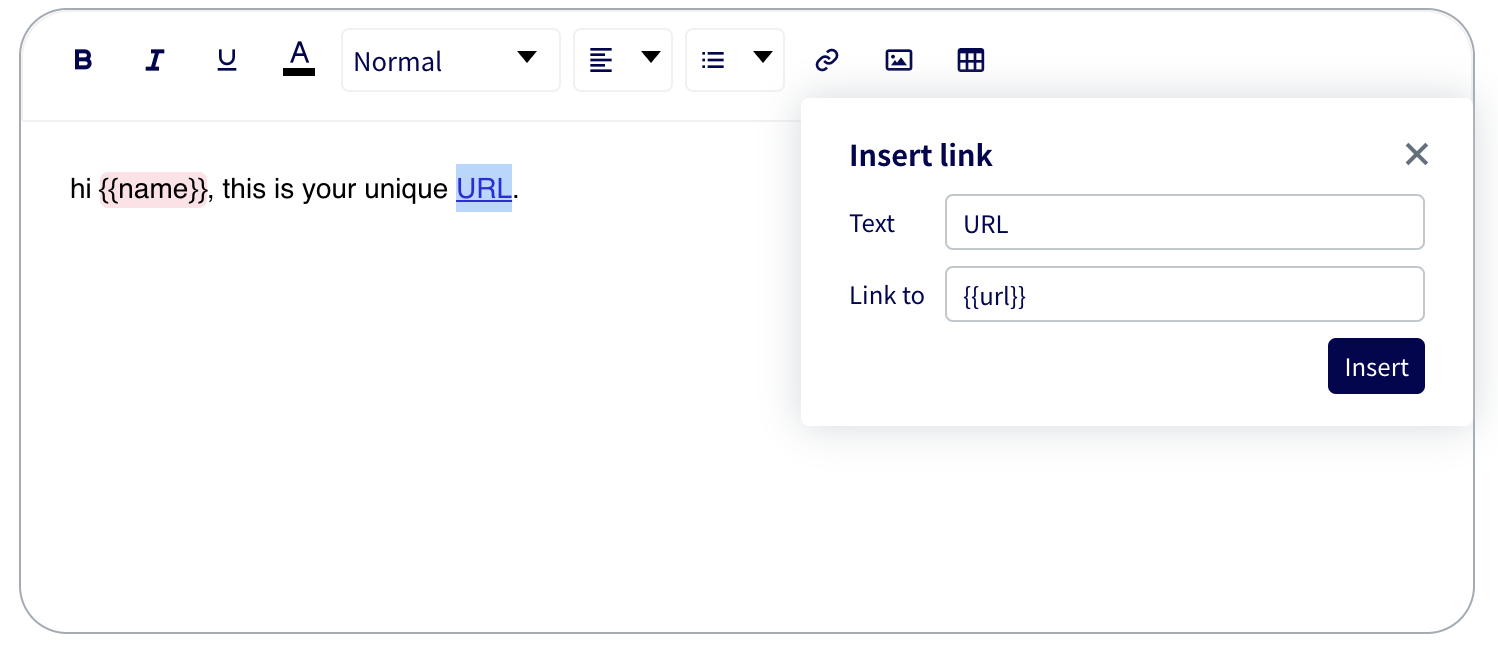 B I U A Normal
Insert link
hi {{name}}, this is your unique URL.
Text URL
Link to {{url}}
Insert